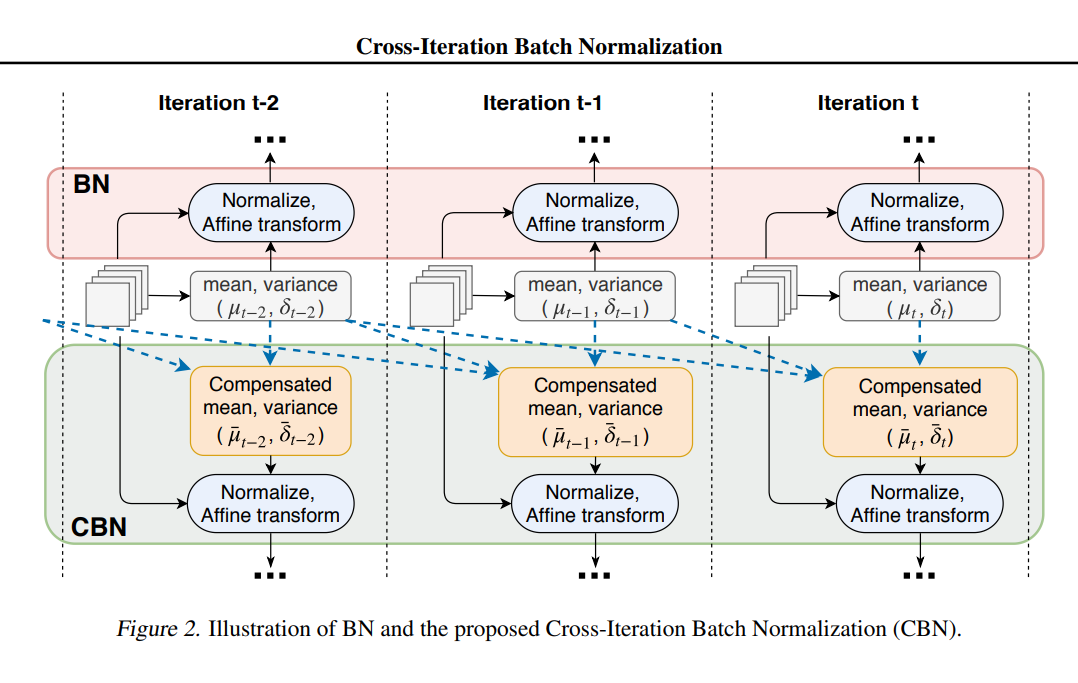 Cross-Iteration Batch Normalization
Iteration t-2
Iteration t-1
Iteration t
BN
Normalize,
Affine transform
Normalize,
Affine transform
Normalize,
Affine transform
mean, variance
( μₜ₋₂, δₜ₋₂)
mean, variance
( μₜ₋₁, δₜ₋₁)
mean, variance
( μₜ, δₜ)
Compensated
mean, variance
( μ̄ₜ₋₂, δ̄ₜ₋₂)
Compensated
mean, variance
( μ̄ₜ₋₁, δ̄ₜ₋₁)
Compensated
mean, variance
( μ̄ₜ, δ̄ₜ)
Normalize,
Affine transform
Normalize,
Affine transform
Normalize,
Affine transform
CBN
Figure 2. Illustration of BN and the proposed Cross-Iteration Batch Normalization (CBN).